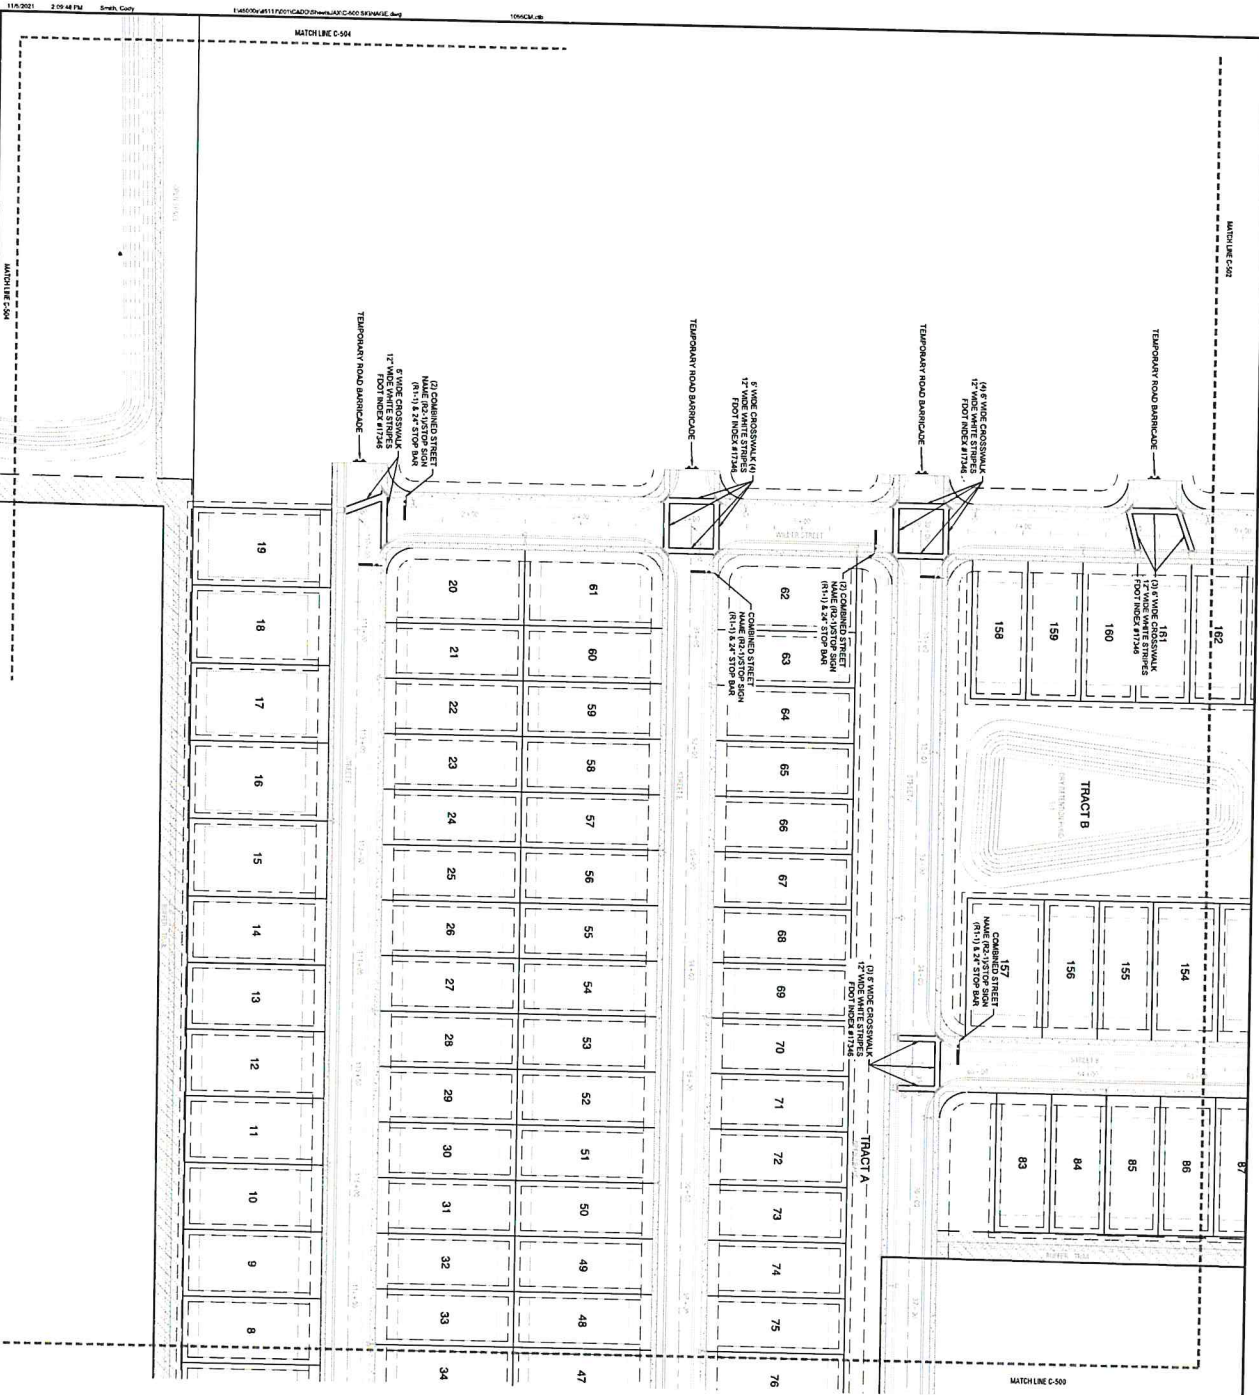 11/5/2021 2:09:48 PM Smith, Cody
MATCH LINE C-504
MATCH LINE C-502
MATCH LINE C-504
MATCH LINE C-500
TEMPORARY ROAD BARRICADE
TEMPORARY ROAD BARRICADE
TEMPORARY ROAD BARRICADE
TEMPORARY ROAD BARRICADE
(2) COMBINED STREET
NAME (R2-1)/STOP SIGN
(R1-1) & 24" STOP BAR
6' WIDE CROSSWALK
12" WIDE WHITE STRIPES
FDOT INDEX #17346
6' WIDE CROSSWALK (4)
12" WIDE WHITE STRIPES
FDOT INDEX #17346
(4) 6' WIDE CROSSWALK
12" WIDE WHITE STRIPES
FDOT INDEX #17346
(3) 6' WIDE CROSSWALK
12" WIDE WHITE STRIPES
FDOT INDEX #17346
(2) COMBINED STREET
NAME (R2-1)/STOP SIGN
(R1-1) & 24" STOP BAR
COMBINED STREET
NAME (R2-1)/STOP SIGN
(R1-1) & 24" STOP BAR
COMBINED STREET
NAME (R2-1)/STOP SIGN
(R1-1) & 24" STOP BAR
(3) 6' WIDE CROSSWALK
12" WIDE WHITE STRIPES
FDOT INDEX #17346
TRACT A
TRACT B
162
161
160
159
158
157
156
155
154
87
86
85
84
83
62
63
64
65
66
67
68
69
70
71
72
73
74
75
76
61
60
59
58
57
56
55
54
53
52
51
50
49
48
47
20
21
22
23
24
25
26
27
28
29
30
31
32
33
34
19
18
17
16
15
14
13
12
11
10
9
8